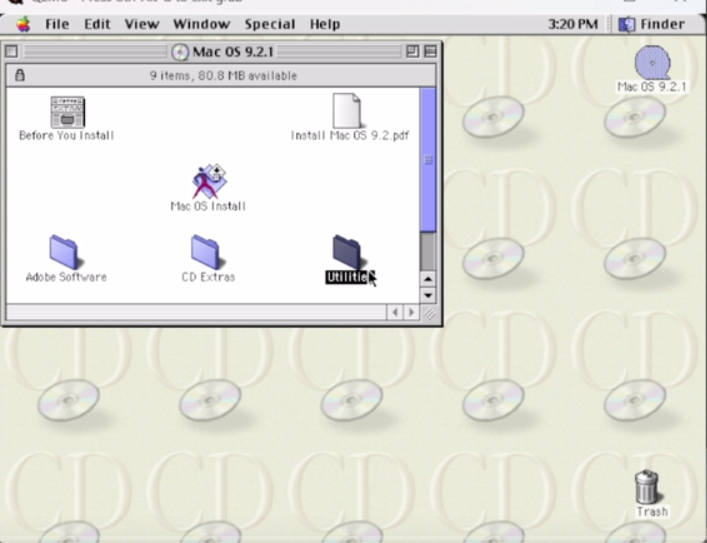 File Edit View Window Special Help 3:20 PM Finder
Mac OS 9.2.1
9 items, 80.8 MB available
Mac OS 9.2.1
Before You Install
Install Mac OS 9.2.pdf
Mac OS Install
Adobe Software
CD Extras
Trash